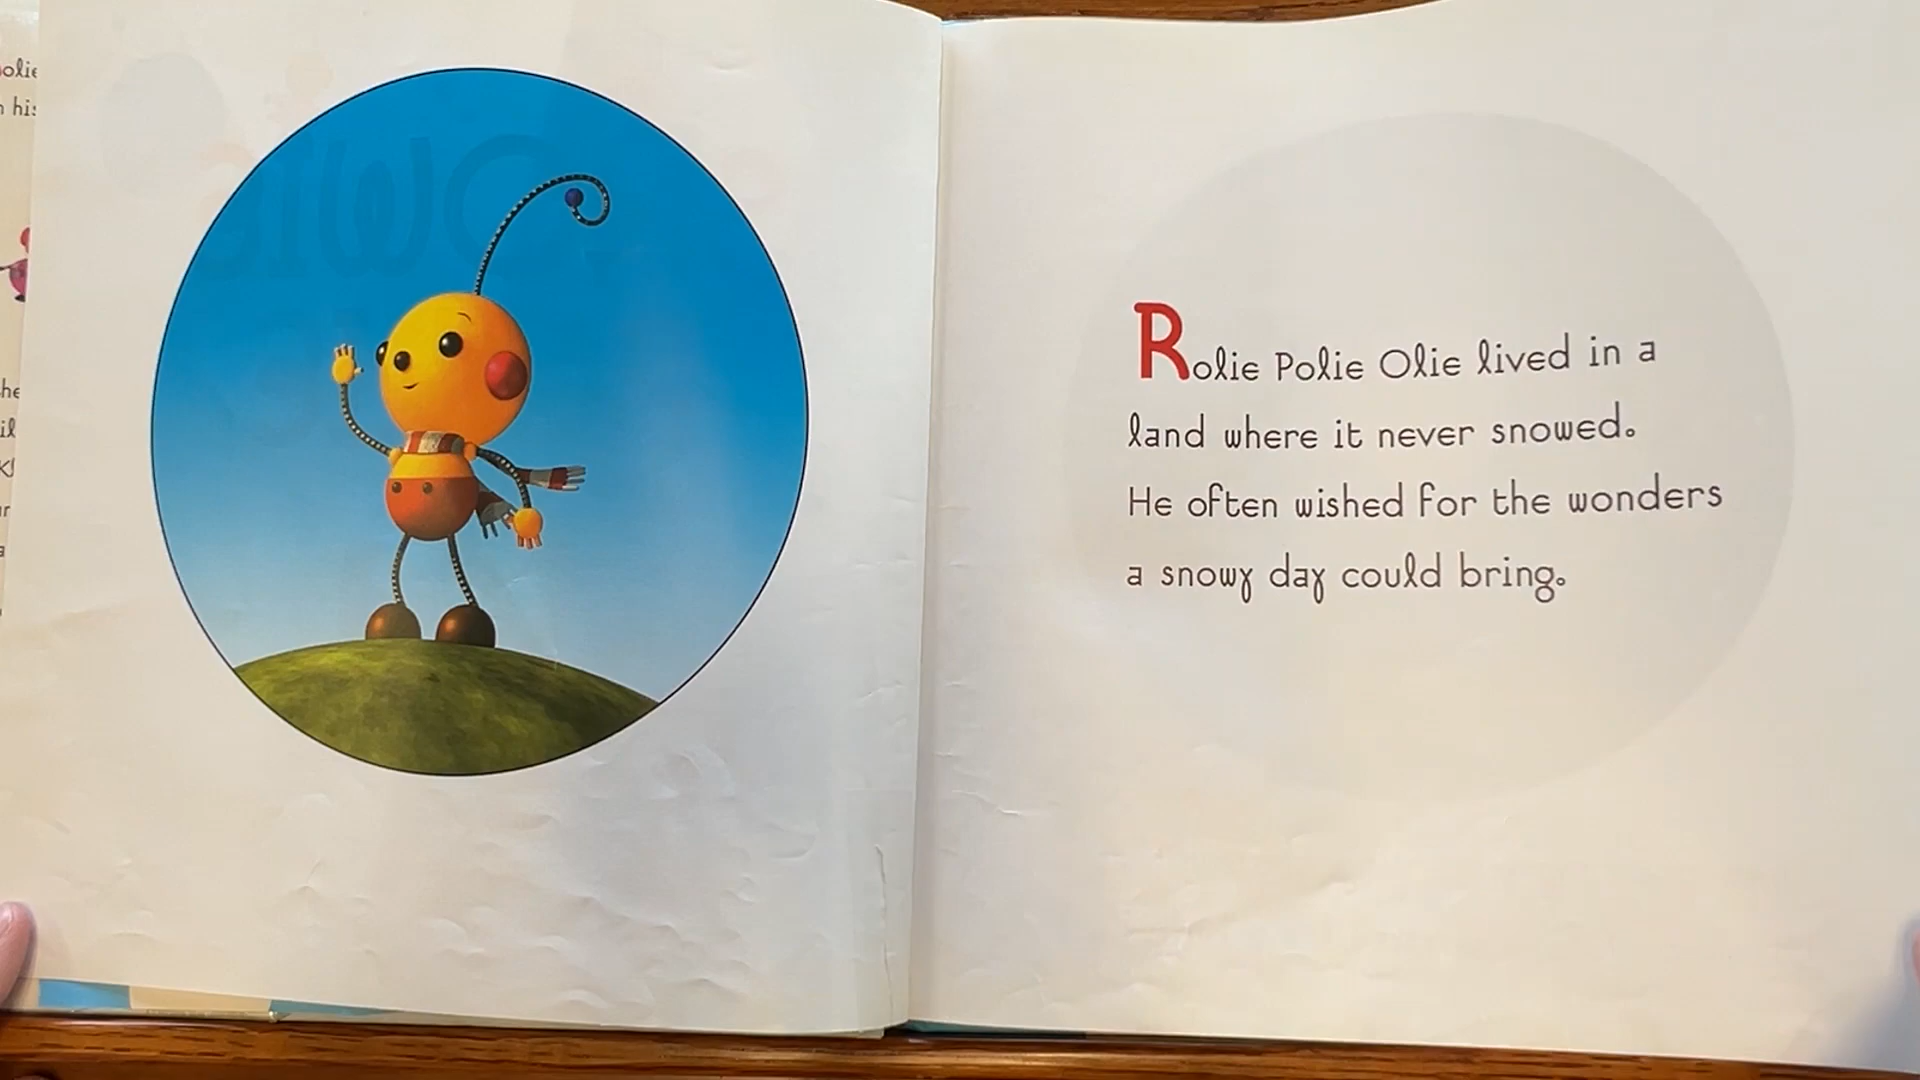 Rolie Polie Olie lived in a
land where it never snowed.
He often wished for the wonders
a snowy day could bring.